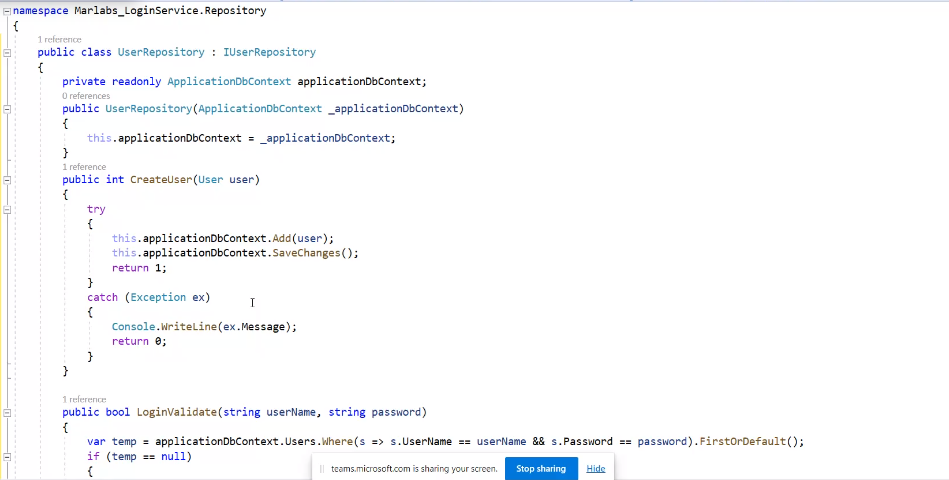 namespace Marlabs_LoginService.Repository
{
1 reference
public class UserRepository : IUserRepository
{
private readonly ApplicationDbContext applicationDbContext;
0 references
public UserRepository(ApplicationDbContext _applicationDbContext)
{
this.applicationDbContext = _applicationDbContext;
}
1 reference
public int CreateUser(User user)
{
try
{
this.applicationDbContext.Add(user);
this.applicationDbContext.SaveChanges();
return 1;
}
catch (Exception ex)
{
Console.WriteLine(ex.Message);
return 0;
}
}
1 reference
public bool LoginValidate(string userName, string password)
{
var temp = applicationDbContext.Users.Where(s => s.UserName == userName && s.Password == password).FirstOrDefault();
if (temp == null)
{
teams.microsoft.com is sharing your screen. Stop sharing Hide